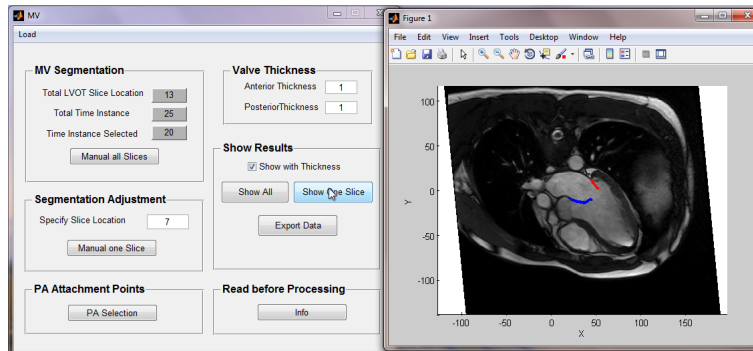 MV
Load
MV Segmentation
Total LVOT Slice Location 13
Total Time Instance 25
Time Instance Selected 20
Manual all Slices
Segmentation Adjustment
Specify Slice Location 7
Manual one Slice
PA Attachment Points
PA Selection
Valve Thickness
Anterior Thickness 1
PosteriorThickness 1
Show Results
Show with Thickness
Show All Show One Slice
Export Data
Read before Processing
Info
Figure 1
File Edit View Insert Tools Desktop Window Help
100
50
0
-50
-100
Y
-100 -50 0 50 100 150
X